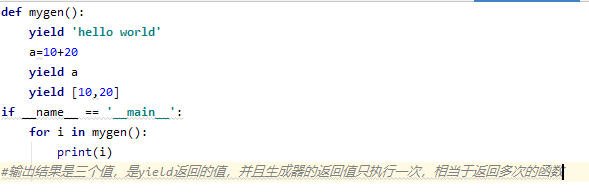 def mygen():
    yield 'hello world'
    a=10+20
    yield a
    yield [10,20]
if __name__ == '__main__':
    for i in mygen():
        print(i)
#输出结果是三个值，是yield返回的值，并且生成器的返回值只执行一次，相当于返回多次的函数